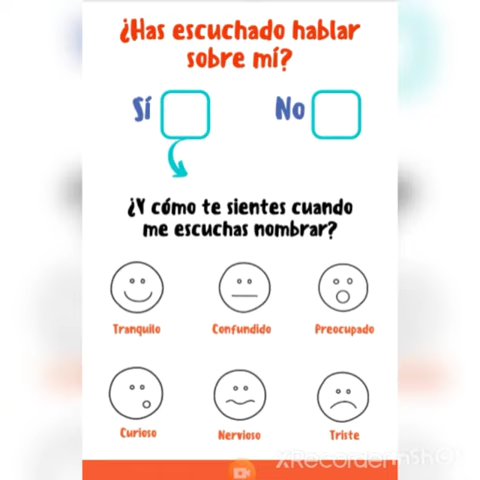 ¿Has escuchado hablar
sobre mí?
Sí No
¿Y cómo te sientes cuando
me escuchas nombrar?
Tranquilo Confundido Preocupado
Curioso Nervioso Triste
XRecorderInShot